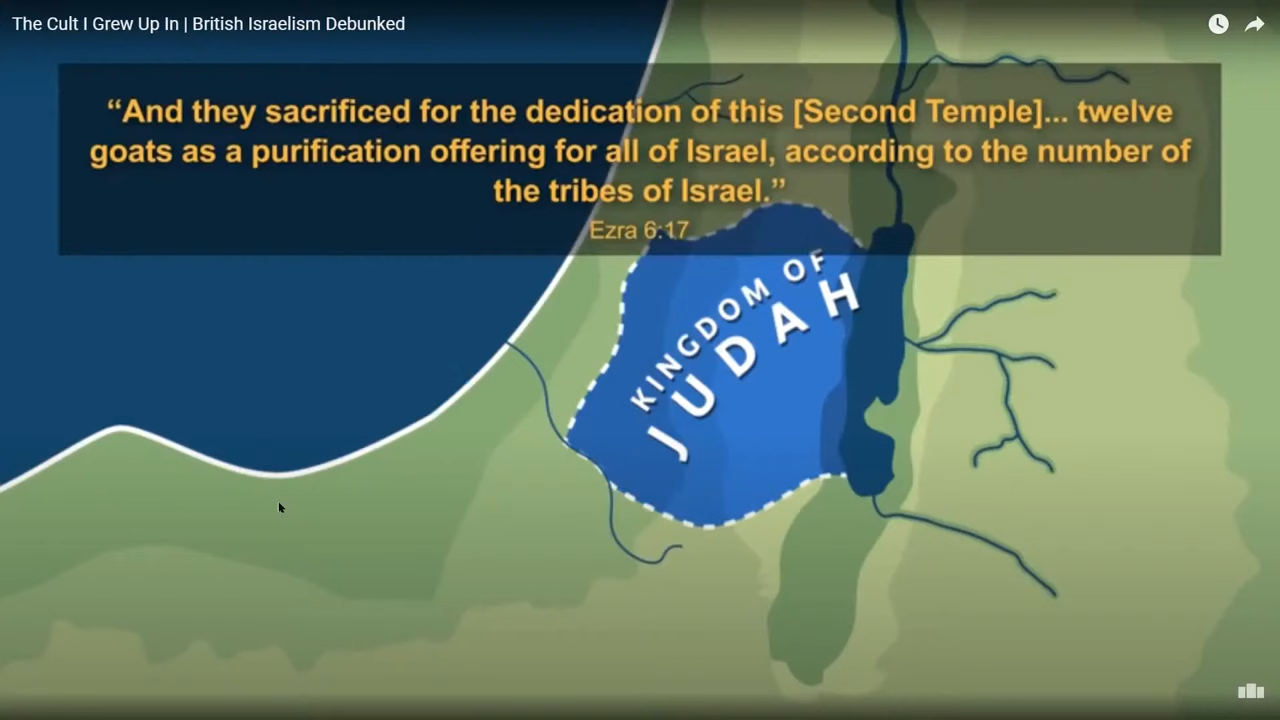 The Cult I Grew Up In | British Israelism Debunked
“And they sacrificed for the dedication of this [Second Temple]... twelve
goats as a purification offering for all of Israel, according to the number of
the tribes of Israel.”
Ezra 6:17
KINGDOM OF
JUDAH